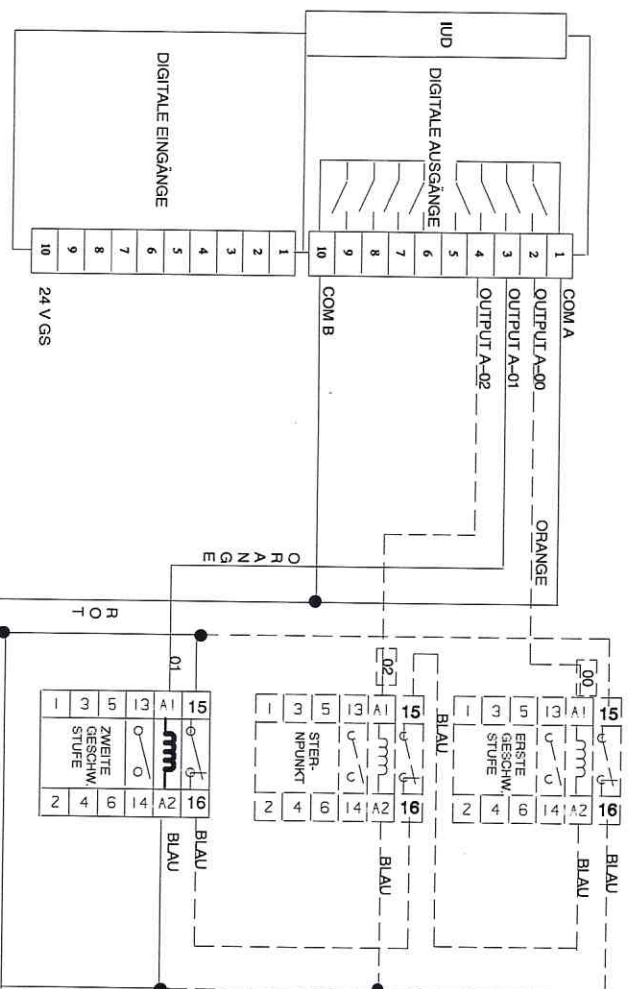 IUD
DIGITALE AUSGÄNGE
DIGITALE EINGÄNGE
1
2
3
4
5
6
7
8
9
10
1
2
3
4
5
6
7
8
9
10
COM A
OUTPUT A–00
OUTPUT A–01
OUTPUT A–02
COM B
24 V GS
ORANGE
ORANGE
ROT
00
15 16
A1 A2
13 14
5 6
3 4
1 2
ERSTE
GESCHW.
STUFE
BLAU
BLAU
BLAU
02
15 16
A1 A2
13 14
5 6
3 4
1 2
STER-
NPUNKT
BLAU
01
15 16
A1 A2
13 14
5 6
3 4
1 2
ZWEITE
GESCHW.
STUFE
BLAU
BLAU